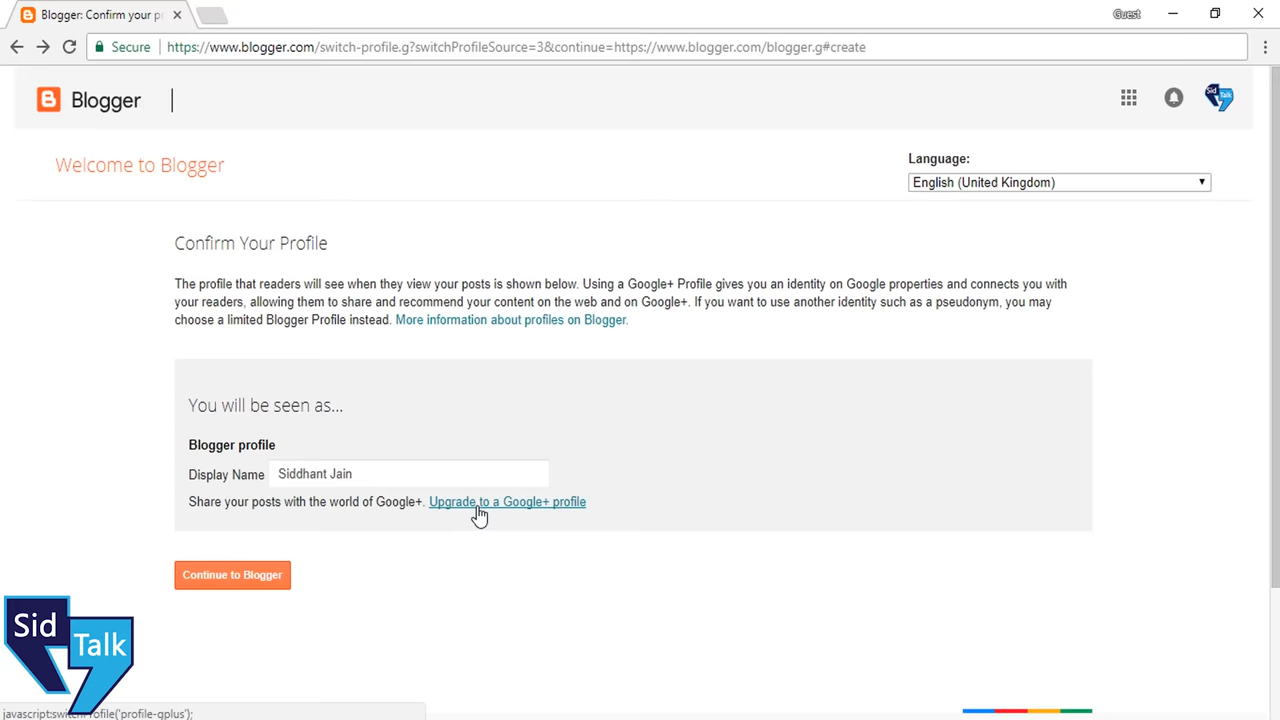 Blogger: Confirm your p
Guest
Secure https://www.blogger.com/switch-profile.g?switchProfileSource=3&continue=https://www.blogger.com/blogger.g#create
Blogger
Sid Talk
Welcome to Blogger
Language:
English (United Kingdom)
Confirm Your Profile
The profile that readers will see when they view your posts is shown below. Using a Google+ Profile gives you an identity on Google properties and connects you with
your readers, allowing them to share and recommend your content on the web and on Google+. If you want to use another identity such as a pseudonym, you may
choose a limited Blogger Profile instead. More information about profiles on Blogger.
You will be seen as...
Blogger profile
Display Name Siddhant Jain
Share your posts with the world of Google+. Upgrade to a Google+ profile
Continue to Blogger
Sid
Talk
javascript:switchProfile('profile-gplus');